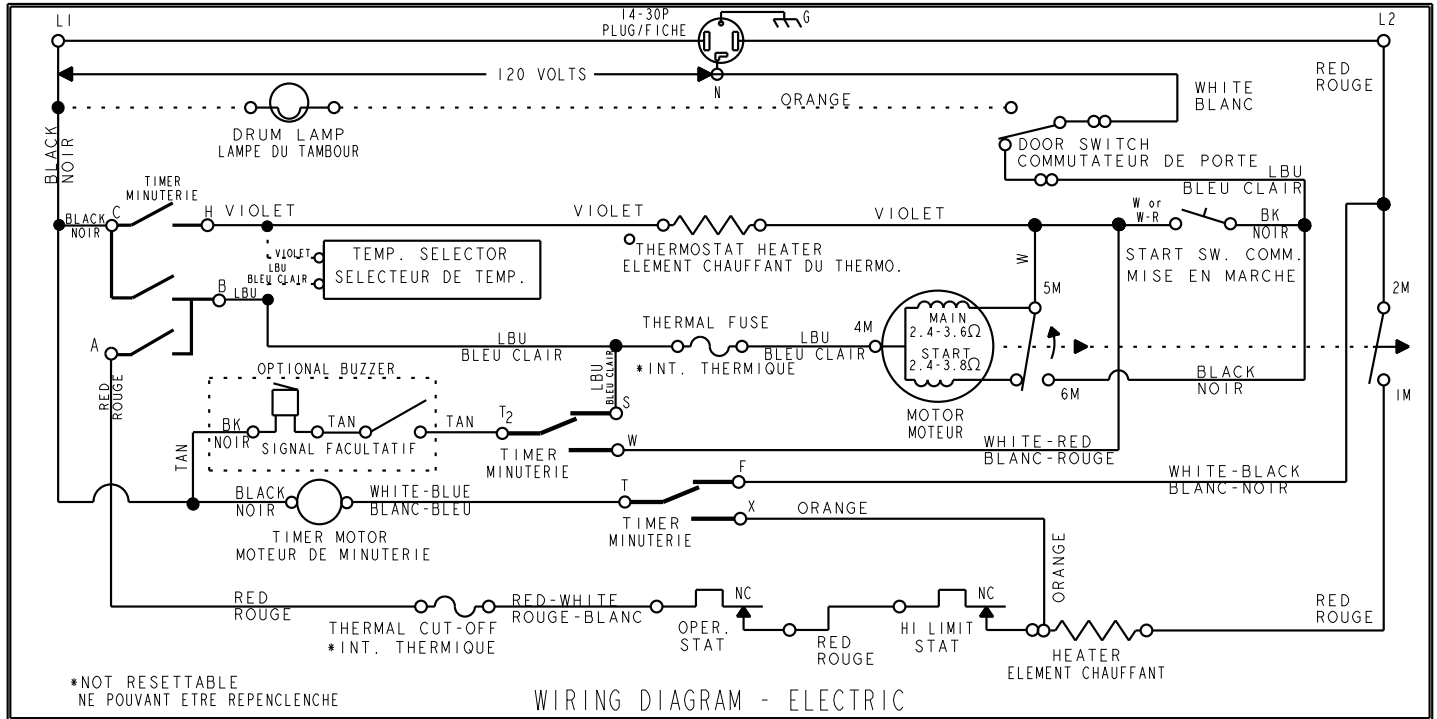 L1
14-30P
PLUG/FICHE
G
L2
120 VOLTS
N
RED
ROUGE
WHITE
BLANC
ORANGE
BLACK
NOIR
DRUM LAMP
LAMPE DU TAMBOUR
DOOR SWITCH
COMMUTATEUR DE PORTE
LBU
BLEU CLAIR
TIMER
MINUTERIE
BLACK
NOIR
C
H
VIOLET
VIOLET
VIOLET
W or
W-R
BK
NOIR
VIOLET
LBU
BLEU CLAIR
TEMP. SELECTOR
SELECTEUR DE TEMP.
THERMOSTAT HEATER
ELEMENT CHAUFFANT DU THERMO.
W
START SW. COMM.
MISE EN MARCHE
B
LBU
5M
2M
THERMAL FUSE
4M
MAIN
2.4-3.6Ω
START
2.4-3.8Ω
A
LBU
BLEU CLAIR
LBU
BLEU CLAIR
*INT. THERMIQUE
OPTIONAL BUZZER
LBU
BLEU CLAIR
BLACK
NOIR
6M
1M
RED
ROUGE
MOTOR
MOTEUR
BK
NOIR
TAN
TAN
T2
S
SIGNAL FACULTATIF
TAN
TIMER
MINUTERIE
W
WHITE-RED
BLANC-ROUGE
F
WHITE-BLACK
BLANC-NOIR
BLACK
NOIR
WHITE-BLUE
BLANC-BLEU
T
X
ORANGE
TIMER
MINUTERIE
TIMER MOTOR
MOTEUR DE MINUTERIE
ORANGE
RED
ROUGE
RED-WHITE
ROUGE-BLANC
NC
NC
RED
ROUGE
THERMAL CUT-OFF
*INT. THERMIQUE
OPER.
STAT
RED
ROUGE
HI LIMIT
STAT
HEATER
ELEMENT CHAUFFANT
*NOT RESETTABLE
NE POUVANT ETRE REPENCLENCHE
WIRING DIAGRAM - ELECTRIC